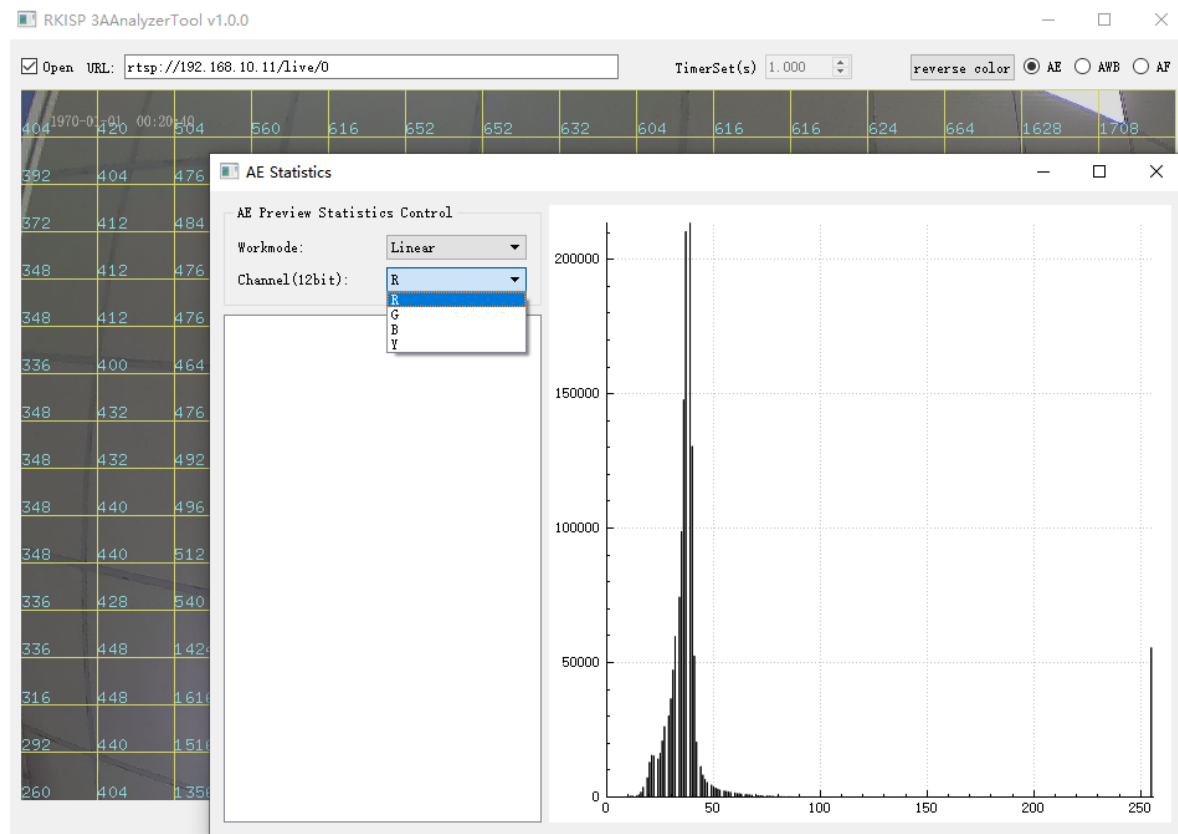 RKISP 3AAnalyzerTool v1.0.0
Open URL: rtsp://192.168.10.11/live/0 TimerSet(s) 1.000 reverse color AE AWB AF
1970-01-01 00:20:40
404 420 504 560 616 652 652 632 604 616 616 624 664 1628 1708
392 404 476
372 412 484
348 412 476
348 412 476
336 400 464
348 432 476
348 432 492
348 440 496
348 440 512
336 428 540
336 448 1424
316 448 1616
292 440 1516
260 404 1356
AE Statistics
AE Preview Statistics Control
Workmode: Linear
Channel(12bit): R
R
G
B
Y
200000
150000
100000
50000
0
0 50 100 150 200 250